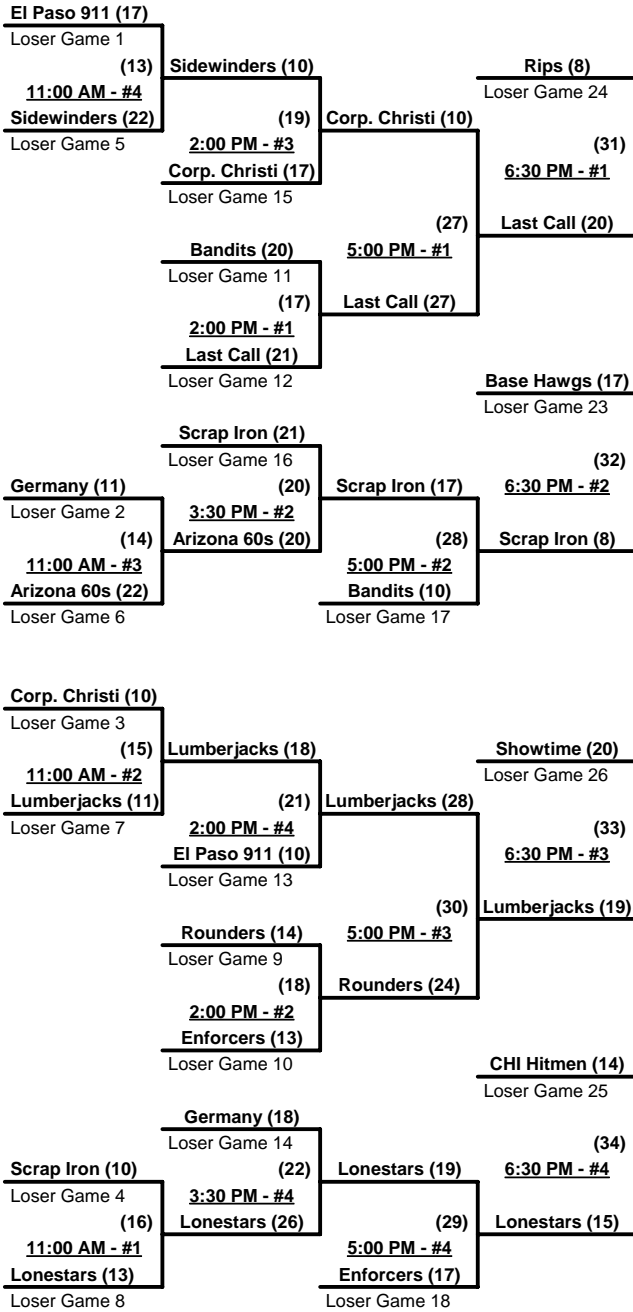 El Paso 911 (17)
Loser Game 1
(13)
11:00 AM - #4
Sidewinders (22)
Loser Game 5
Sidewinders (10)
(19)
2:00 PM - #3
Corp. Christi (17)
Loser Game 15
Corp. Christi (10)
Rips (8)
Loser Game 24
(31)
6:30 PM - #1
Last Call (20)
(27)
5:00 PM - #1
Bandits (20)
Loser Game 11
(17)
2:00 PM - #1
Last Call (21)
Loser Game 12
Last Call (27)
Base Hawgs (17)
Loser Game 23
(32)
6:30 PM - #2
Scrap Iron (8)
Scrap Iron (21)
Loser Game 16
(20)
3:30 PM - #2
Arizona 60s (20)
Germany (11)
Loser Game 2
(14)
11:00 AM - #3
Arizona 60s (22)
Loser Game 6
Scrap Iron (17)
(28)
5:00 PM - #2
Bandits (10)
Loser Game 17
Corp. Christi (10)
Loser Game 3
(15)
11:00 AM - #2
Lumberjacks (11)
Loser Game 7
Lumberjacks (18)
(21)
2:00 PM - #4
El Paso 911 (10)
Loser Game 13
Lumberjacks (28)
Showtime (20)
Loser Game 26
(33)
6:30 PM - #3
Lumberjacks (19)
(30)
5:00 PM - #3
Rounders (14)
Loser Game 9
(18)
2:00 PM - #2
Enforcers (13)
Loser Game 10
Rounders (24)
CHI Hitmen (14)
Loser Game 25
(34)
6:30 PM - #4
Lonestars (15)
Germany (18)
Loser Game 14
(22)
3:30 PM - #4
Lonestars (26)
Scrap Iron (10)
Loser Game 4
(16)
11:00 AM - #1
Lonestars (13)
Loser Game 8
Lonestars (19)
(29)
5:00 PM - #4
Enforcers (17)
Loser Game 18